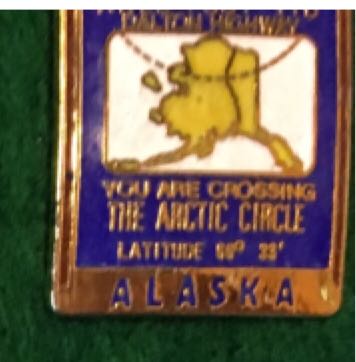 DALTON HIGHWAY
YOU ARE CROSSING
THE ARCTIC CIRCLE
LATITUDE 66° 33'
ALASKA